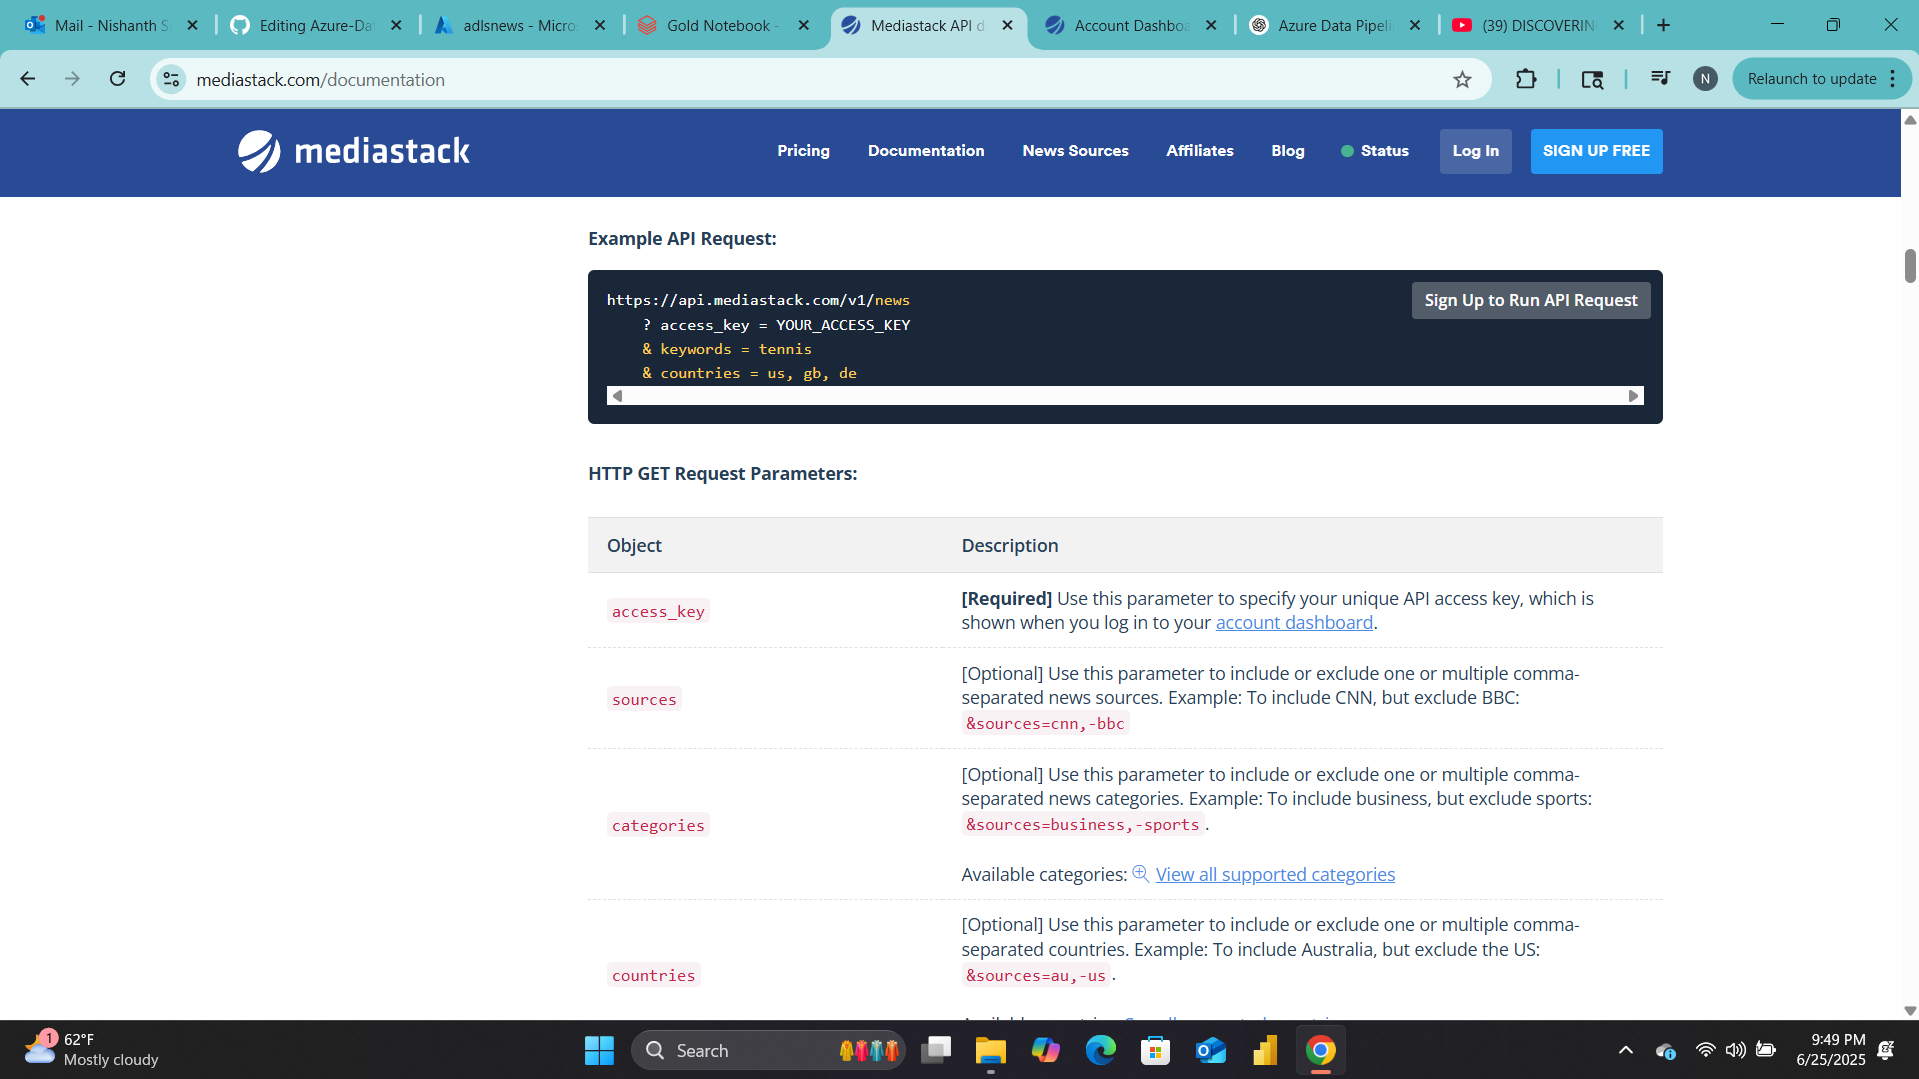 Mail - Nishanth S
Editing Azure-Da
adlsnews - Micro
Gold Notebook -
Mediastack API d
Account Dashbo
Azure Data Pipeli
(39) DISCOVERIN
mediastack.com/documentation
N
Relaunch to update
mediastack
Pricing
Documentation
News Sources
Affiliates
Blog
Status
Log In
SIGN UP FREE
Example API Request:
https://api.mediastack.com/v1/news
Sign Up to Run API Request
? access_key = YOUR_ACCESS_KEY
& keywords = tennis
& countries = us, gb, de
HTTP GET Request Parameters:
Object Description
access_key
[Required] Use this parameter to specify your unique API access key, which is
shown when you log in to your account dashboard.
sources
[Optional] Use this parameter to include or exclude one or multiple comma-
separated news sources. Example: To include CNN, but exclude BBC:
&sources=cnn,-bbc
categories
[Optional] Use this parameter to include or exclude one or multiple comma-
separated news categories. Example: To include business, but exclude sports:
&sources=business,-sports .
Available categories: View all supported categories
countries
[Optional] Use this parameter to include or exclude one or multiple comma-
separated countries. Example: To include Australia, but exclude the US:
&sources=au,-us .
1
62°F
Mostly cloudy
Search
9:49 PM
6/25/2025